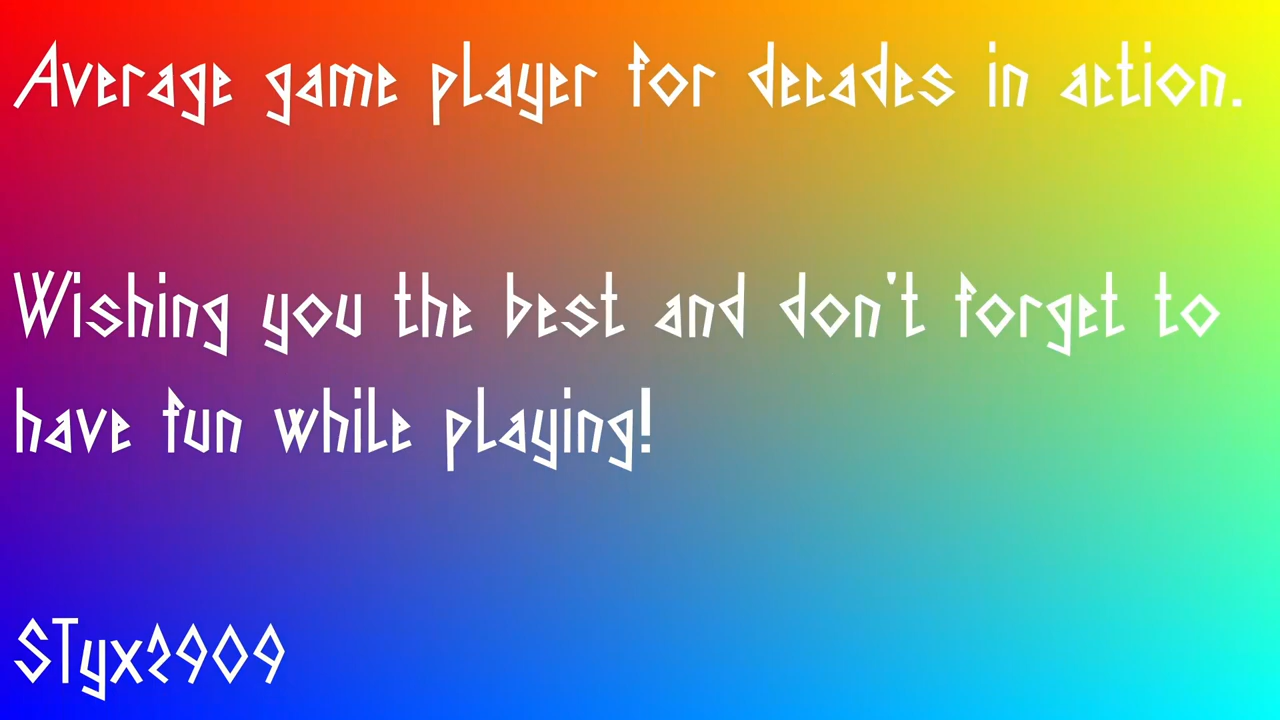 Average game player for decades in action.
Wishing you the best and don't forget to
have fun while playing!
STyx2909